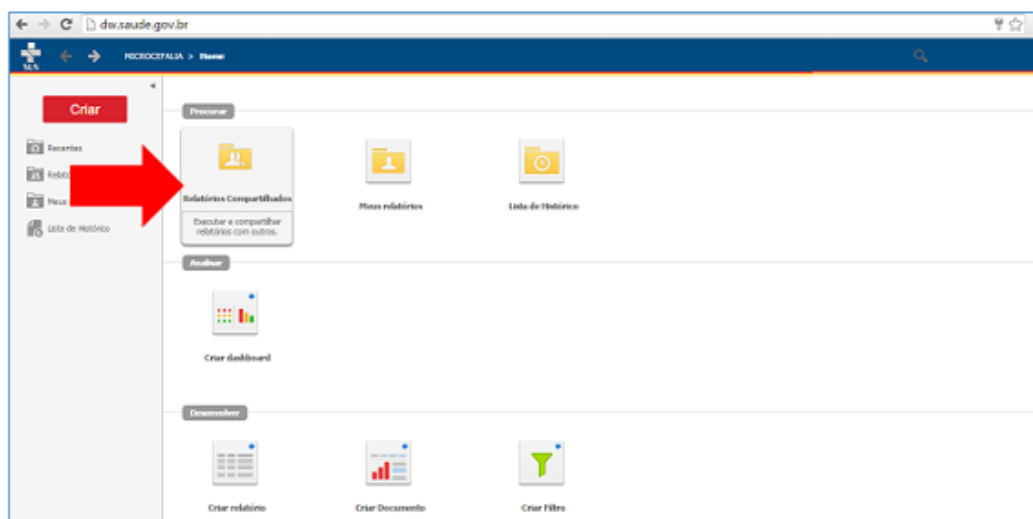 dw.saude.gov.br
SUS
MICROCEFALIA > Home
Criar
Procurar
Recentes
Meus
Lista de Histórico
Relatórios Compartilhados
Executar e compartilhar
relatórios com outros.
Meus relatórios
Lista de Histórico
Analisar
Criar dashboard
Desenvolver
Criar relatório
Criar Documento
Criar Filtro